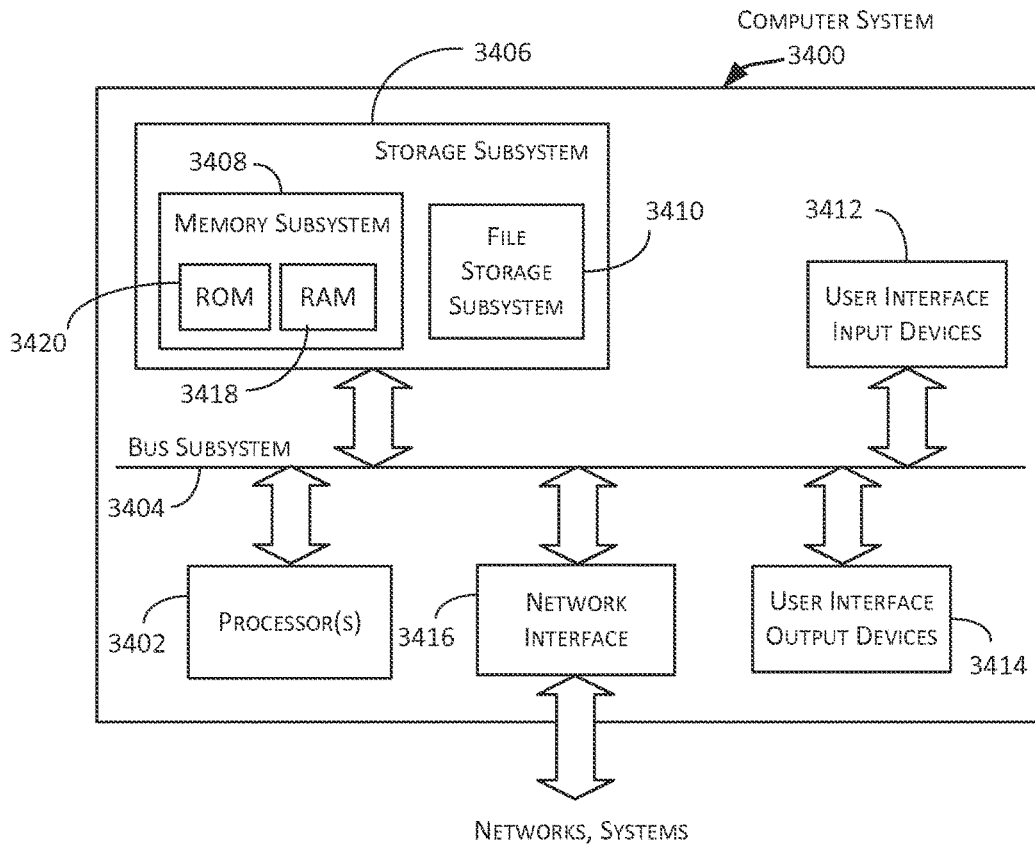 COMPUTER SYSTEM
3400
3406
STORAGE SUBSYSTEM
3408
MEMORY SUBSYSTEM
ROM
RAM
3420
3418
FILE
STORAGE
SUBSYSTEM
3410
3412
USER INTERFACE
INPUT DEVICES
BUS SUBSYSTEM
3404
PROCESSOR(S)
3402
NETWORK
INTERFACE
3416
USER INTERFACE
OUTPUT DEVICES
3414
NETWORKS, SYSTEMS